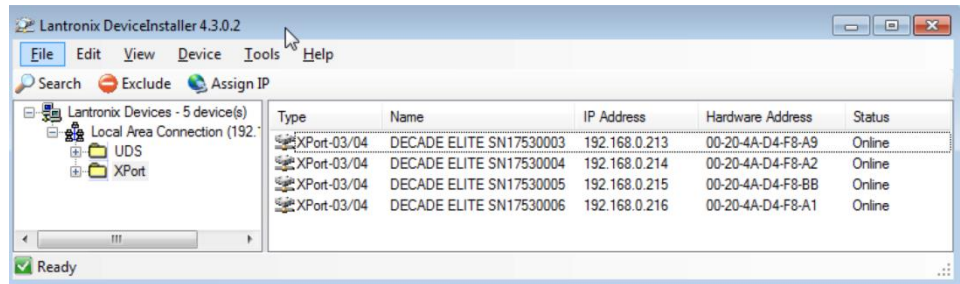 Lantronix DeviceInstaller 4.3.0.2
File Edit View Device Tools Help
Search Exclude Assign IP
Lantronix Devices - 5 device(s)
Local Area Connection (192.
UDS
XPort
Type Name IP Address Hardware Address Status
XPort-03/04 DECADE ELITE SN17530003 192.168.0.213 00-20-4A-D4-F8-A9 Online
XPort-03/04 DECADE ELITE SN17530004 192.168.0.214 00-20-4A-D4-F8-A2 Online
XPort-03/04 DECADE ELITE SN17530005 192.168.0.215 00-20-4A-D4-F8-BB Online
XPort-03/04 DECADE ELITE SN17530006 192.168.0.216 00-20-4A-D4-F8-A1 Online
Ready